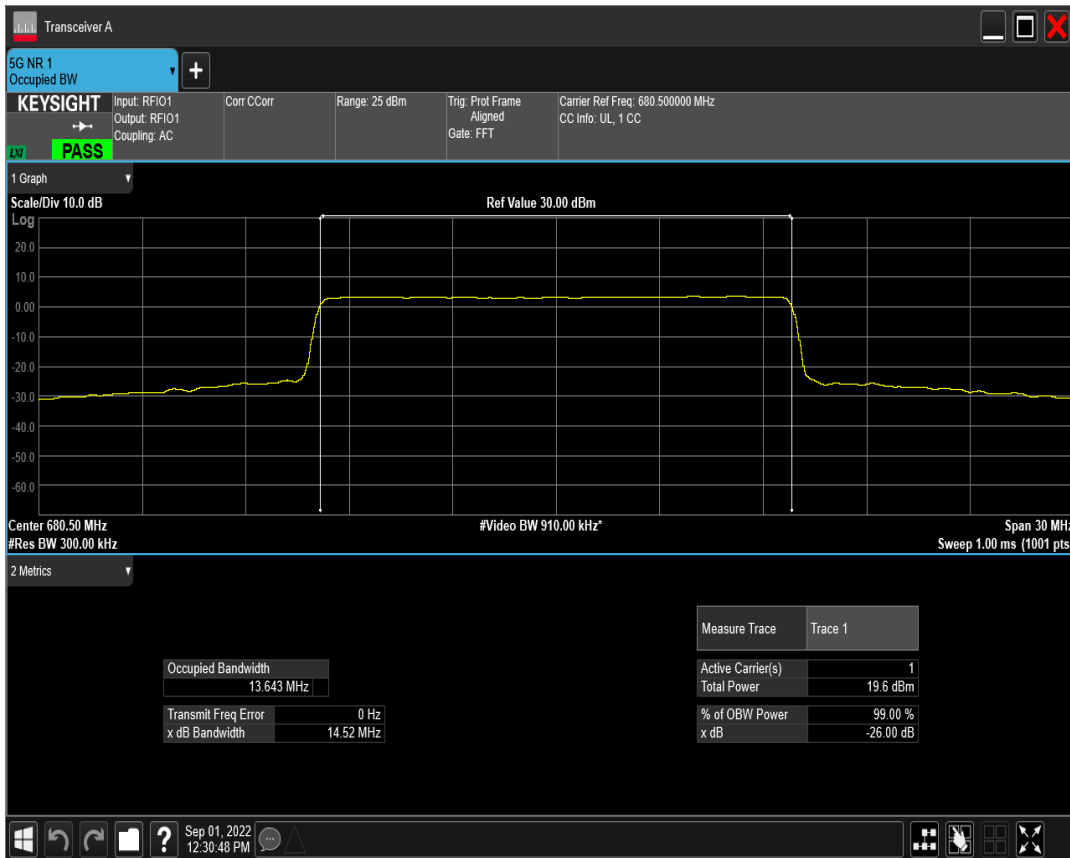 Transceiver A
5G NR 1
Occupied BW
KEYSIGHT
LXI
PASS
Input: RFIO1
Output: RFIO1
Coupling: AC
Corr CCorr
Range: 25 dBm
Trig: Prot Frame
Aligned
Gate: FFT
Carrier Ref Freq: 680.500000 MHz
CC Info: UL, 1 CC
1 Graph
Scale/Div 10.0 dB
Ref Value 30.00 dBm
Log
20.0
10.0
0.00
-10.0
-20.0
-30.0
-40.0
-50.0
-60.0
Center 680.50 MHz
#Video BW 910.00 kHz*
Span 30 MHz
#Res BW 300.00 kHz
Sweep 1.00 ms (1001 pts
2 Metrics
Measure Trace Trace 1
Occupied Bandwidth
13.643 MHz
Active Carrier(s) 1
Total Power 19.6 dBm
Transmit Freq Error 0 Hz
x dB Bandwidth 14.52 MHz
% of OBW Power 99.00 %
x dB -26.00 dB
?
Sep 01, 2022
12:30:48 PM